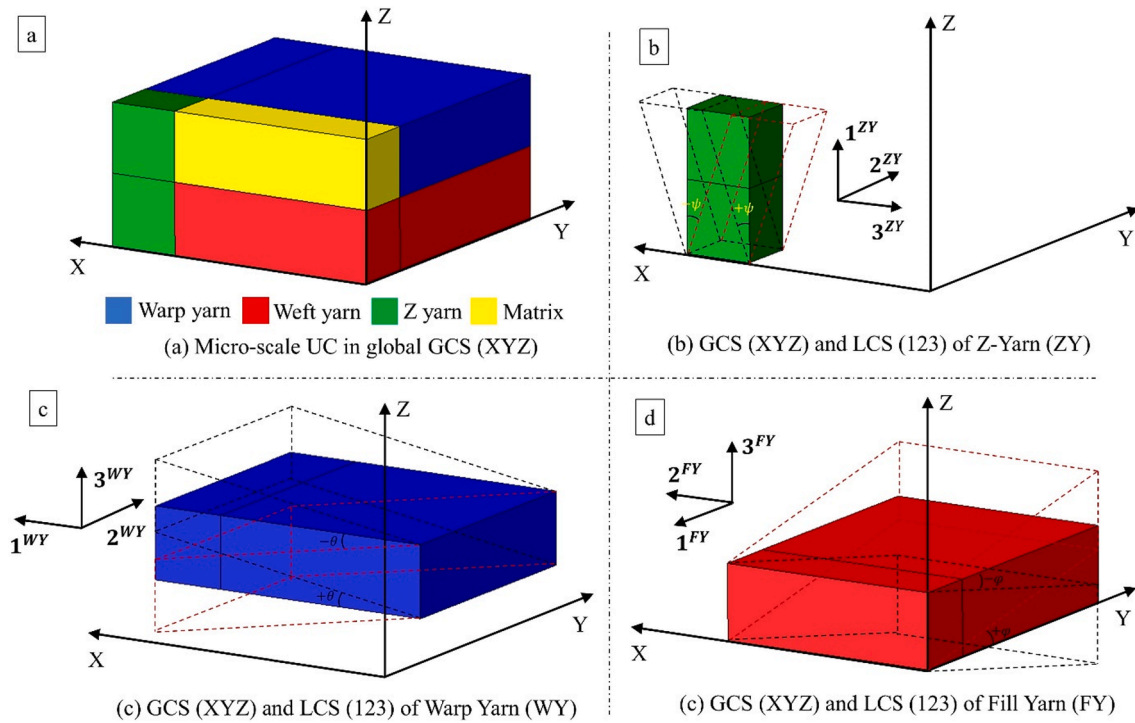 a
Z
X
Y
Warp yarn
Weft yarn
Z yarn
Matrix
(a) Micro-scale UC in global GCS (XYZ)
b
Z
1^ZY
2^ZY
3^ZY
-ψ
+ψ
X
Y
(b) GCS (XYZ) and LCS (123) of Z-Yarn (ZY)
c
Z
3^WY
1^WY
2^WY
-θ
+θ
X
Y
(c) GCS (XYZ) and LCS (123) of Warp Yarn (WY)
d
Z
3^FY
2^FY
1^FY
-φ
+φ
X
Y
(c) GCS (XYZ) and LCS (123) of Fill Yarn (FY)